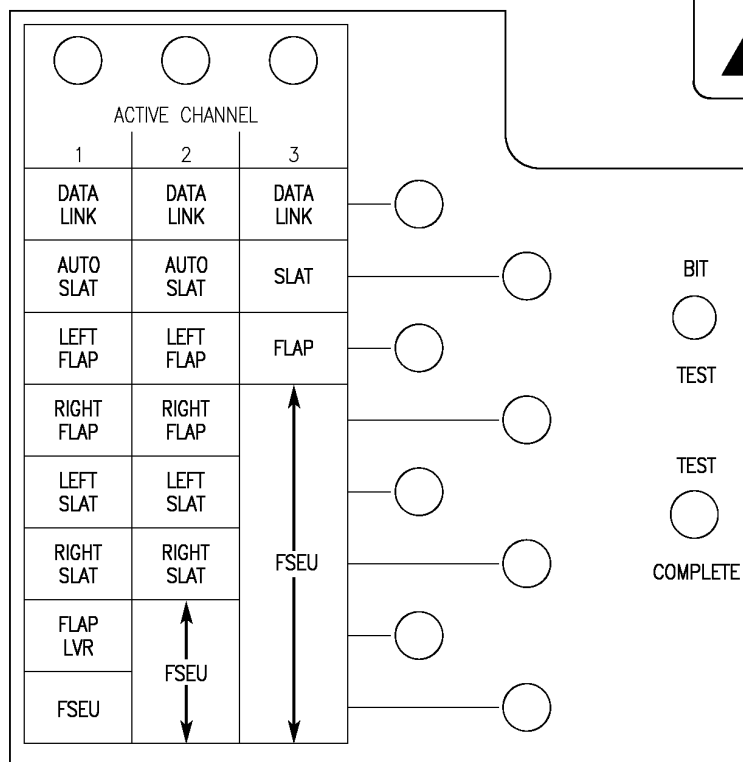 ACTIVE CHANNEL
1 2 3
DATA LINK DATA LINK DATA LINK
AUTO SLAT AUTO SLAT SLAT
LEFT FLAP LEFT FLAP FLAP
RIGHT FLAP RIGHT FLAP
LEFT SLAT LEFT SLAT
RIGHT SLAT RIGHT SLAT FSEU
FLAP LVR FSEU
FSEU
BIT
TEST
TEST
COMPLETE